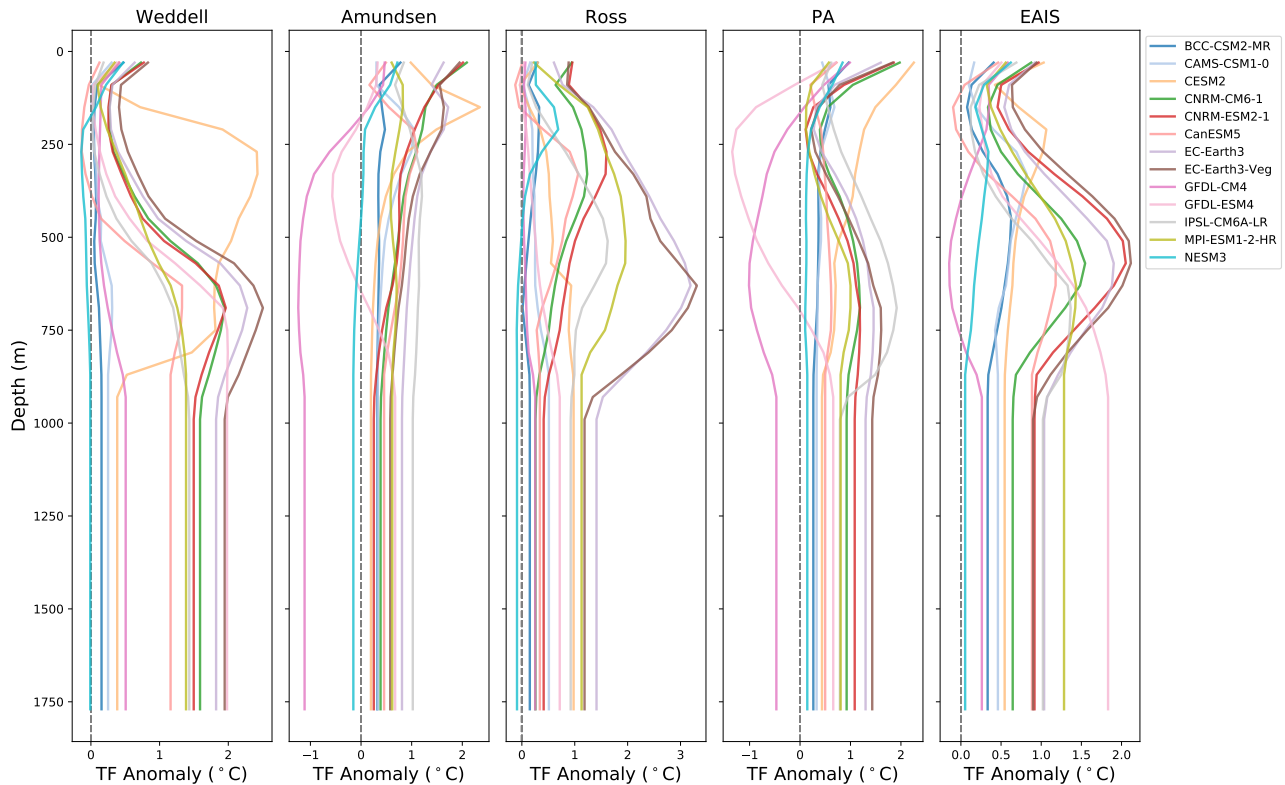 Weddell
Amundsen
Ross
PA
EAIS
0
250
500
750
1000
1250
1500
1750
Depth (m)
0 1 2
−1 0 1 2
0 1 2 3
−1 0 1 2
0.0 0.5 1.0 1.5 2.0
TF Anomaly (°C)
TF Anomaly (°C)
TF Anomaly (°C)
TF Anomaly (°C)
TF Anomaly (°C)
BCC-CSM2-MR
CAMS-CSM1-0
CESM2
CNRM-CM6-1
CNRM-ESM2-1
CanESM5
EC-Earth3
EC-Earth3-Veg
GFDL-CM4
GFDL-ESM4
IPSL-CM6A-LR
MPI-ESM1-2-HR
NESM3